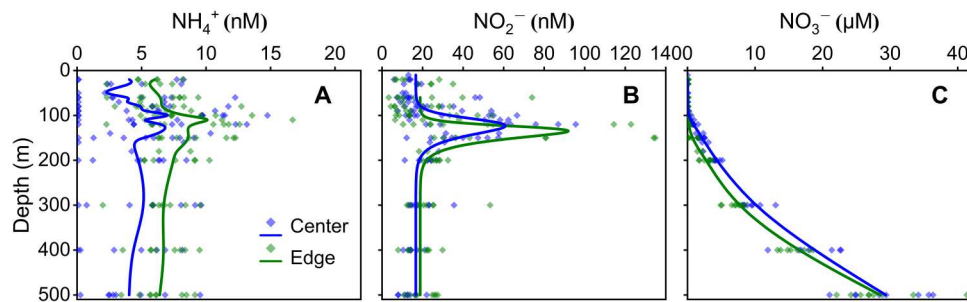 NH₄⁺ (nM)
NO₂⁻ (nM)
NO₃⁻ (µM)
0 5 10 15 20
0 20 40 60 80 100 120 140
0 10 20 30 40
Depth (m)
0
100
200
300
400
500
A
B
C
Center
Edge